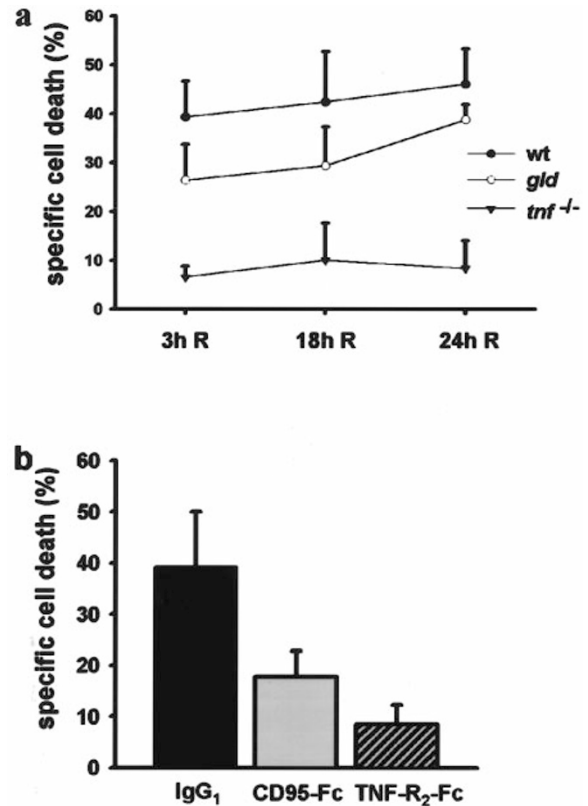 a
specific cell death (%)
60
50
40
30
20
10
0
wt
gld
tnf -/-
3h R 18h R 24h R
b
specific cell death (%)
60
50
40
30
20
10
0
IgG1 CD95-Fc TNF-R2-Fc